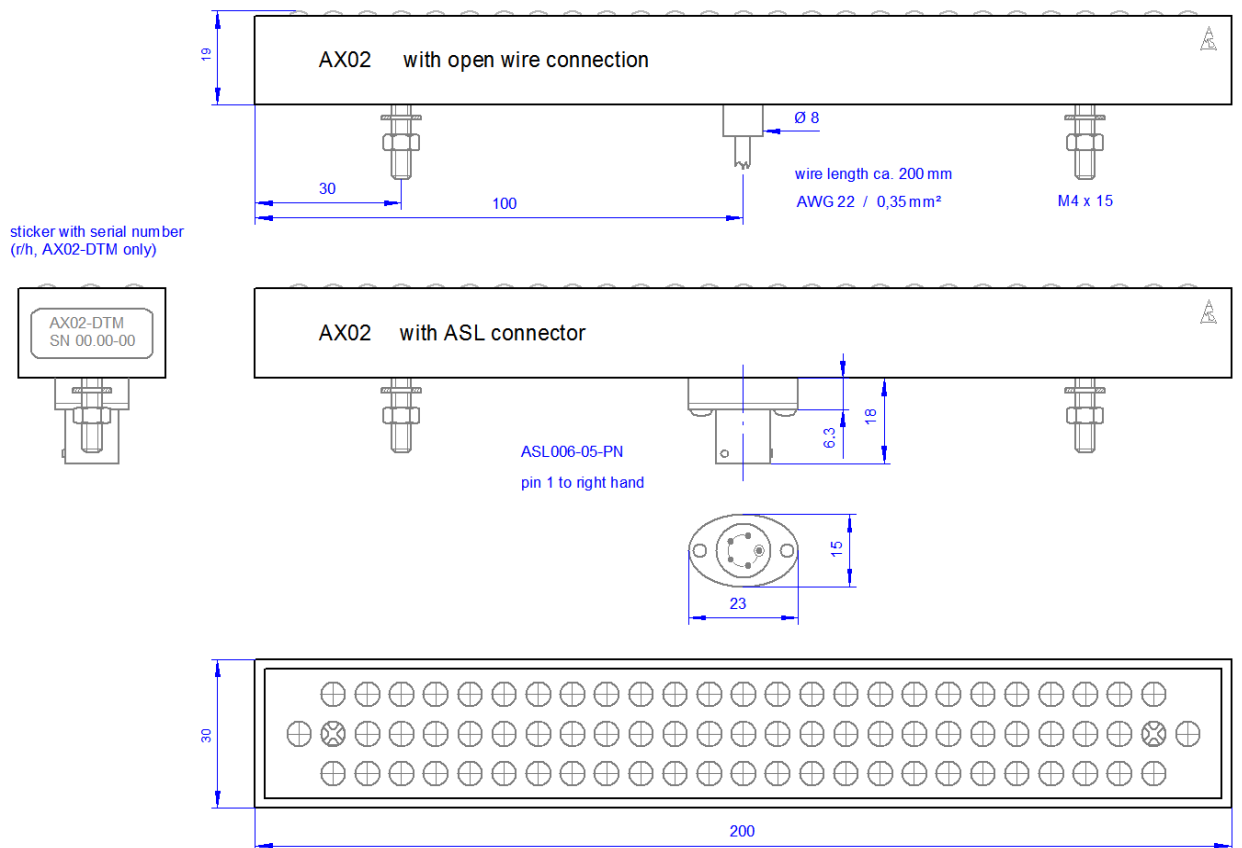 19
AX02 with open wire connection
AMS
Ø 8
wire length ca. 200 mm
AWG 22 / 0,35 mm²
M4 x 15
30
100
sticker with serial number
(r/h, AX02-DTM only)
AX02-DTM
SN 00.00-00
AX02 with ASL connector
AMS
6.3
18
ASL006-05-PN
pin 1 to right hand
15
23
30
200